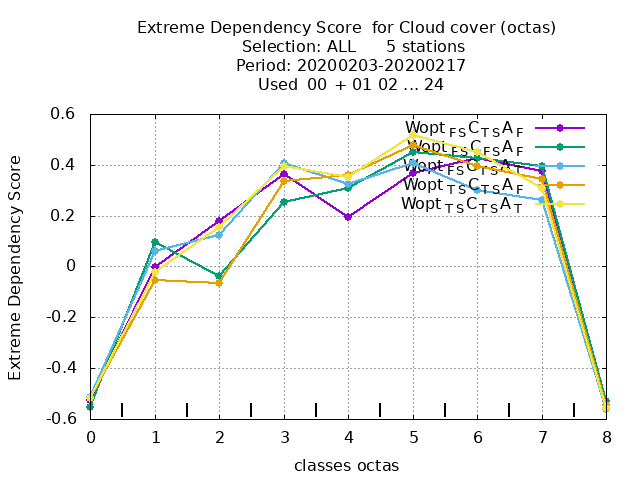 Extreme Dependency Score for Cloud cover (octas)
Selection: ALL 5 stations
Period: 20200203-20200217
Used 00 + 01 02 ... 24
Wopt FS C TS A F
Wopt FS C FS A F
Wopt
Wopt TS C FS A F
Wopt TS C TS A T
Extreme Dependency Score
0.6
0.4
0.2
0
-0.2
-0.4
-0.6
0 1 2 3 4 5 6 7 8
classes octas